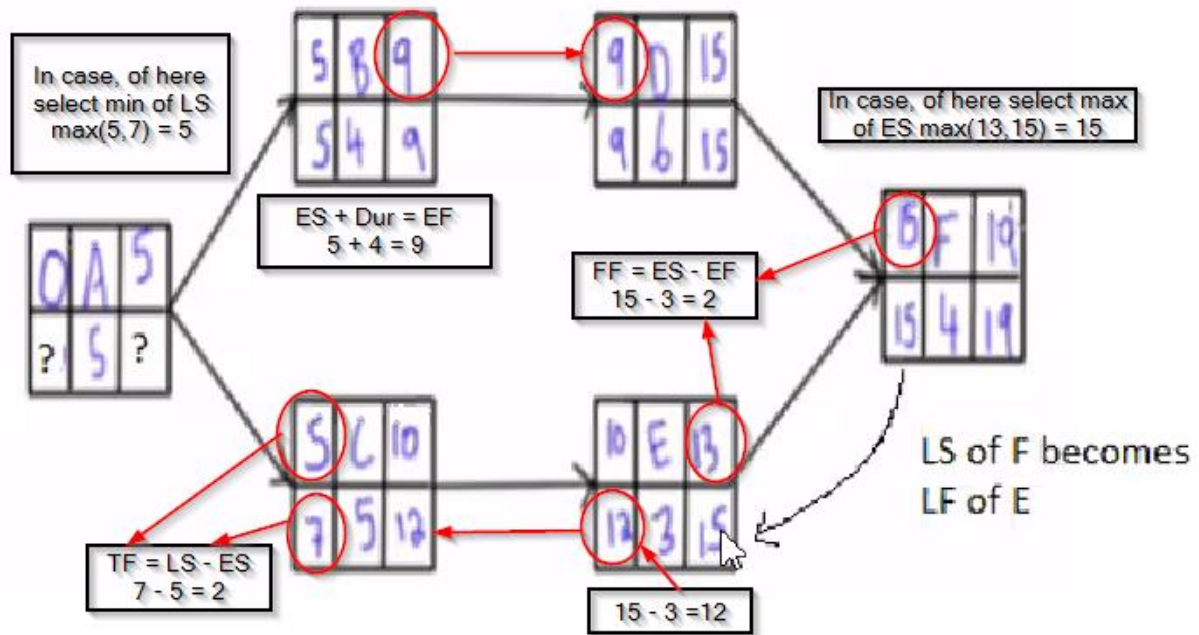 In case, of here
select min of LS
max(5,7) = 5
5 B 9
5 4 9
9 D 15
9 6 15
In case, of here select max
of ES max(13,15) = 15
ES + Dur = EF
5 + 4 = 9
0 A 5
? 5 ?
FF = ES - EF
15 - 3 = 2
15 F 19
15 4 19
5 C 10
7 5 12
10 E 13
12 3 15
LS of F becomes
LF of E
TF = LS - ES
7 - 5 = 2
15 - 3 =12